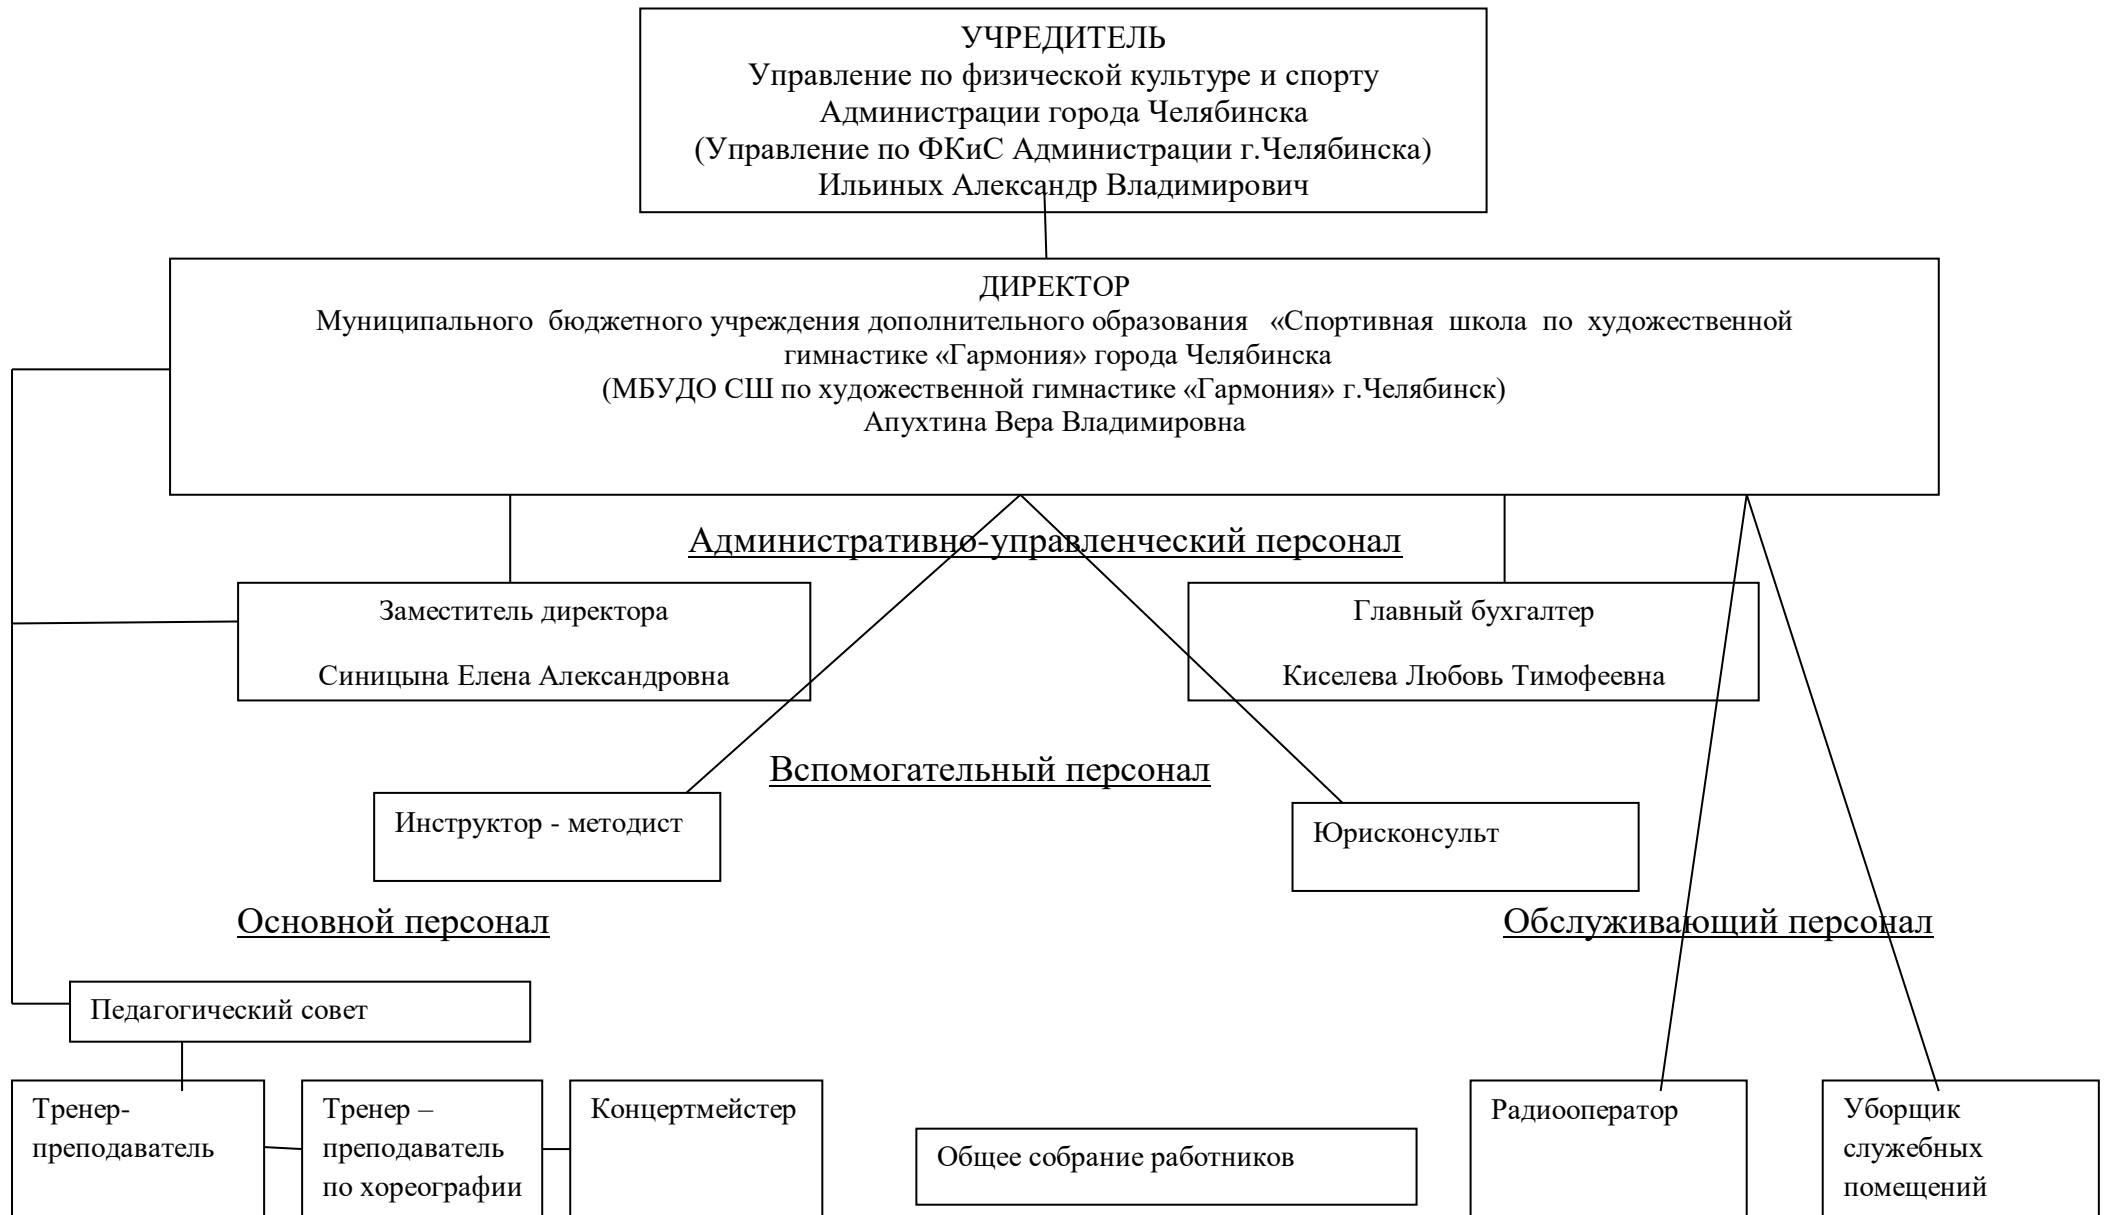 УЧРЕДИТЕЛЬ
Управление по физической культуре и спорту
Администрации города Челябинска
(Управление по ФКиС Администрации г.Челябинска)
Ильиных Александр Владимирович
ДИРЕКТОР
Муниципального бюджетного учреждения дополнительного образования «Спортивная школа по художественной
гимнастике «Гармония» города Челябинска
(МБУДО СШ по художественной гимнастике «Гармония» г.Челябинск)
Апухтина Вера Владимировна
Административно-управленческий персонал
Заместитель директора
Синицына Елена Александровна
Главный бухгалтер
Киселева Любовь Тимофеевна
Вспомогательный персонал
Инструктор - методист
Юрисконсульт
Основной персонал
Обслуживающий персонал
Педагогический совет
Тренер-
преподаватель
Тренер –
преподаватель
по хореографии
Концертмейстер
Общее собрание работников
Радиооператор
Уборщик
служебных
помещений